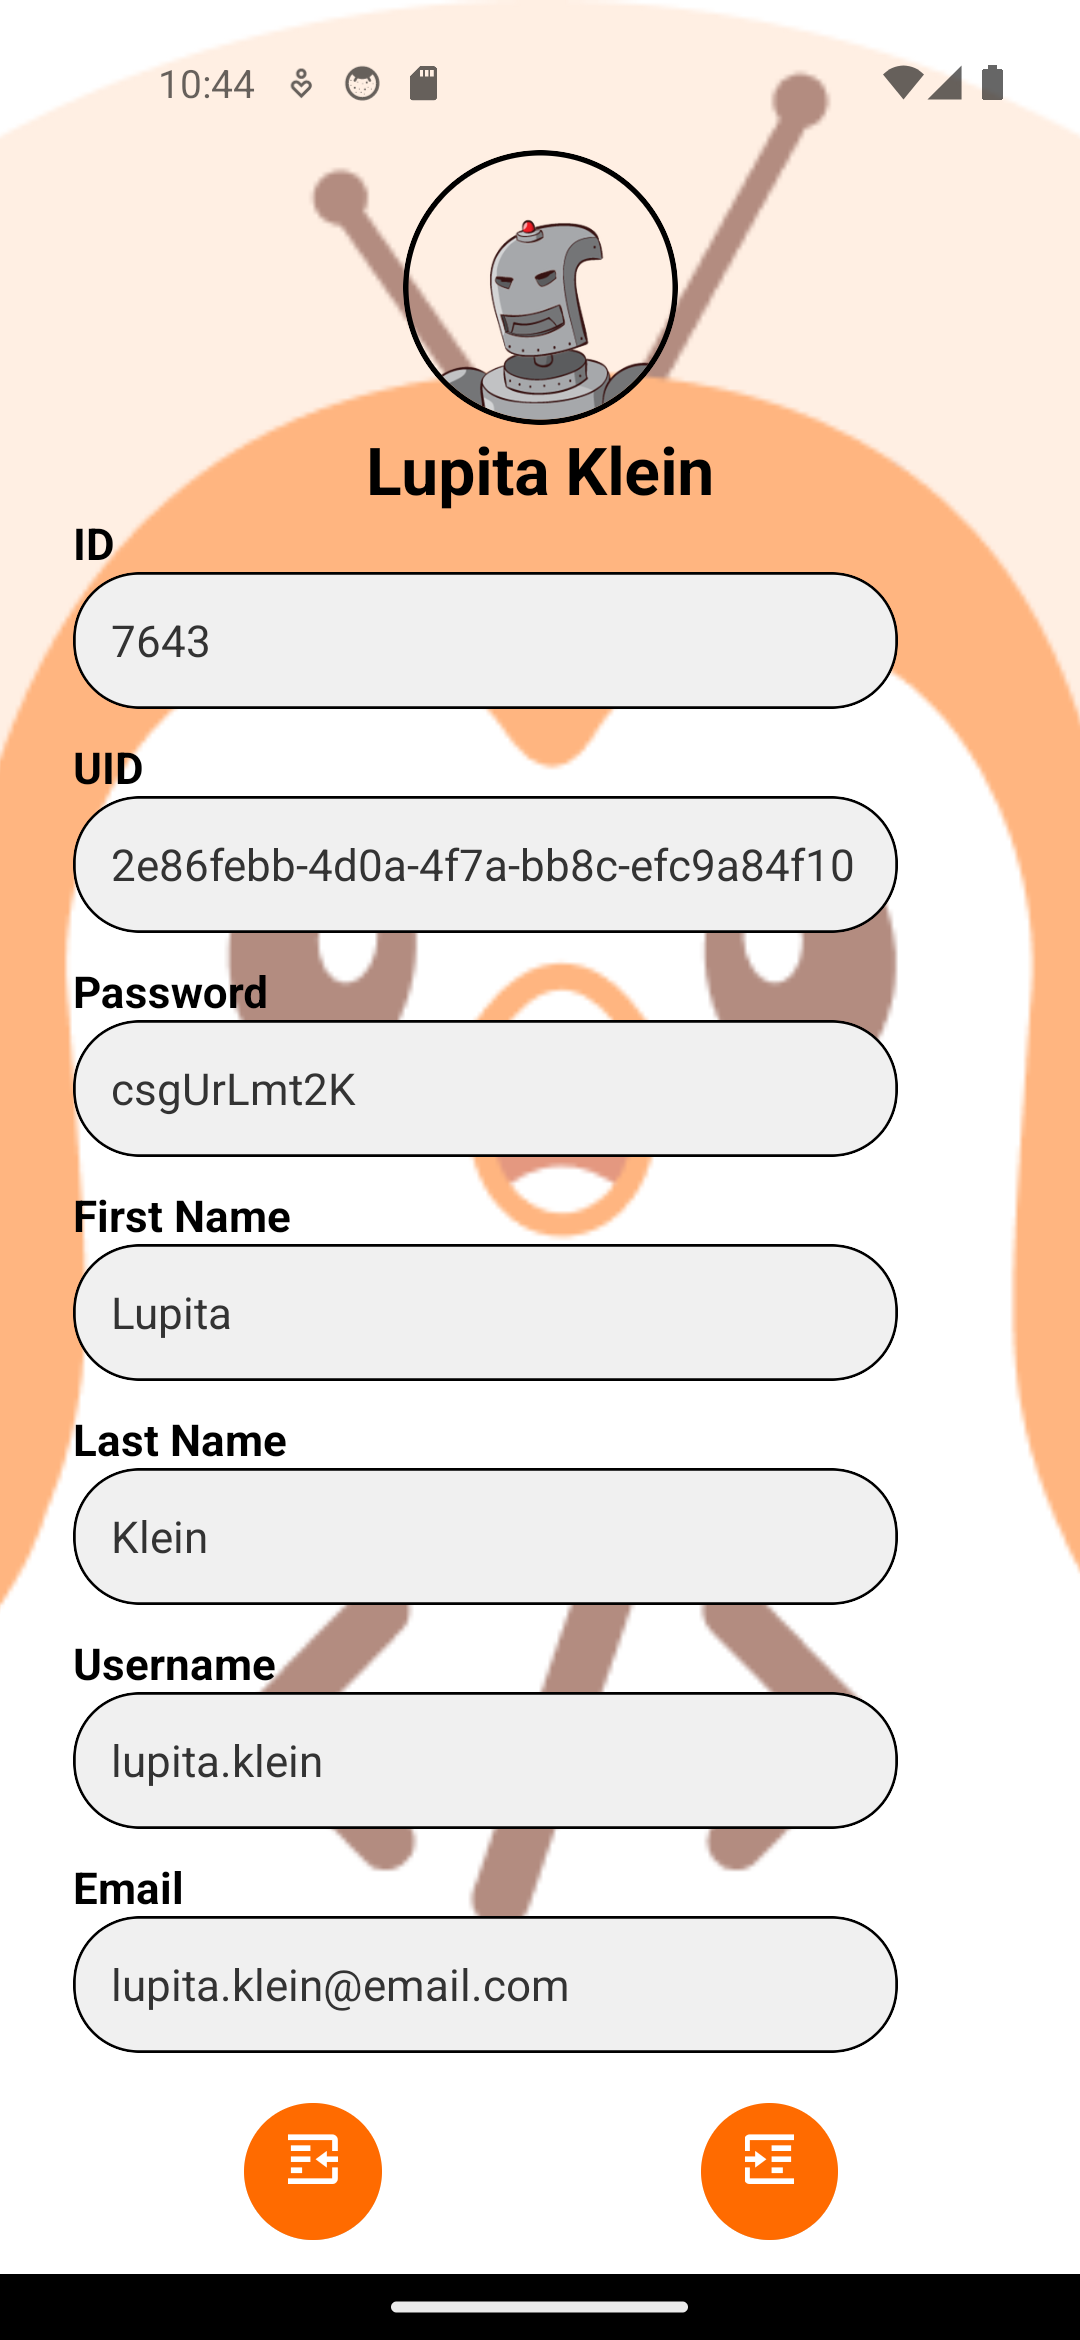 10:44
Lupita Klein
ID
7643
UID
2e86febb-4d0a-4f7a-bb8c-efc9a84f10
Password
csgUrLmt2K
First Name
Lupita
Last Name
Klein
Username
lupita.klein
Email
lupita.klein@email.com